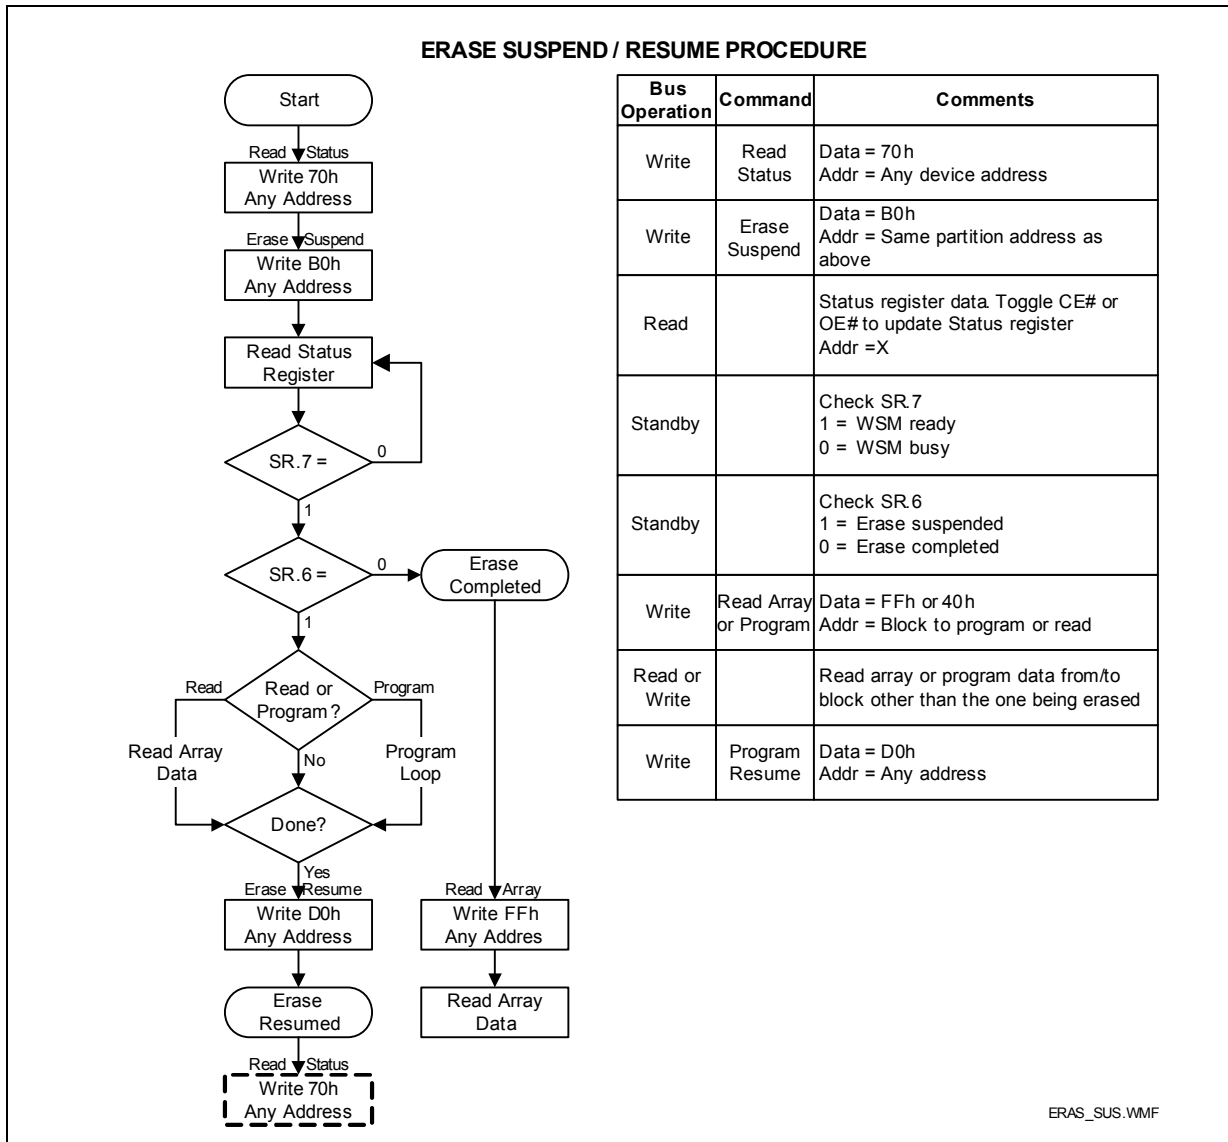 ERASE SUSPEND / RESUME PROCEDURE
Start
Read Status
Write 70h
Any Address
Erase Suspend
Write B0h
Any Address
Read Status
Register
SR.7 =
0
1
SR.6 =
0
Erase
Completed
1
Read
Read or
Program?
Program
Read Array
Data
No
Program
Loop
Done?
Yes
Erase Resume
Write D0h
Any Address
Read Array
Write FFh
Any Addres
Erase
Resumed
Read Array
Data
Read Status
Write 70h
Any Address
Bus
Operation
Command
Comments
Write
Read
Status
Data = 70h
Addr = Any device address
Write
Erase
Suspend
Data = B0h
Addr = Same partition address as
above
Read
Status register data. Toggle CE# or
OE# to update Status register
Addr =X
Standby
Check SR.7
1 = WSM ready
0 = WSM busy
Standby
Check SR.6
1 = Erase suspended
0 = Erase completed
Write
Read Array
or Program
Data = FFh or 40h
Addr = Block to program or read
Read or
Write
Read array or program data from/to
block other than the one being erased
Write
Program
Resume
Data = D0h
Addr = Any address
ERAS_SUS.WMF